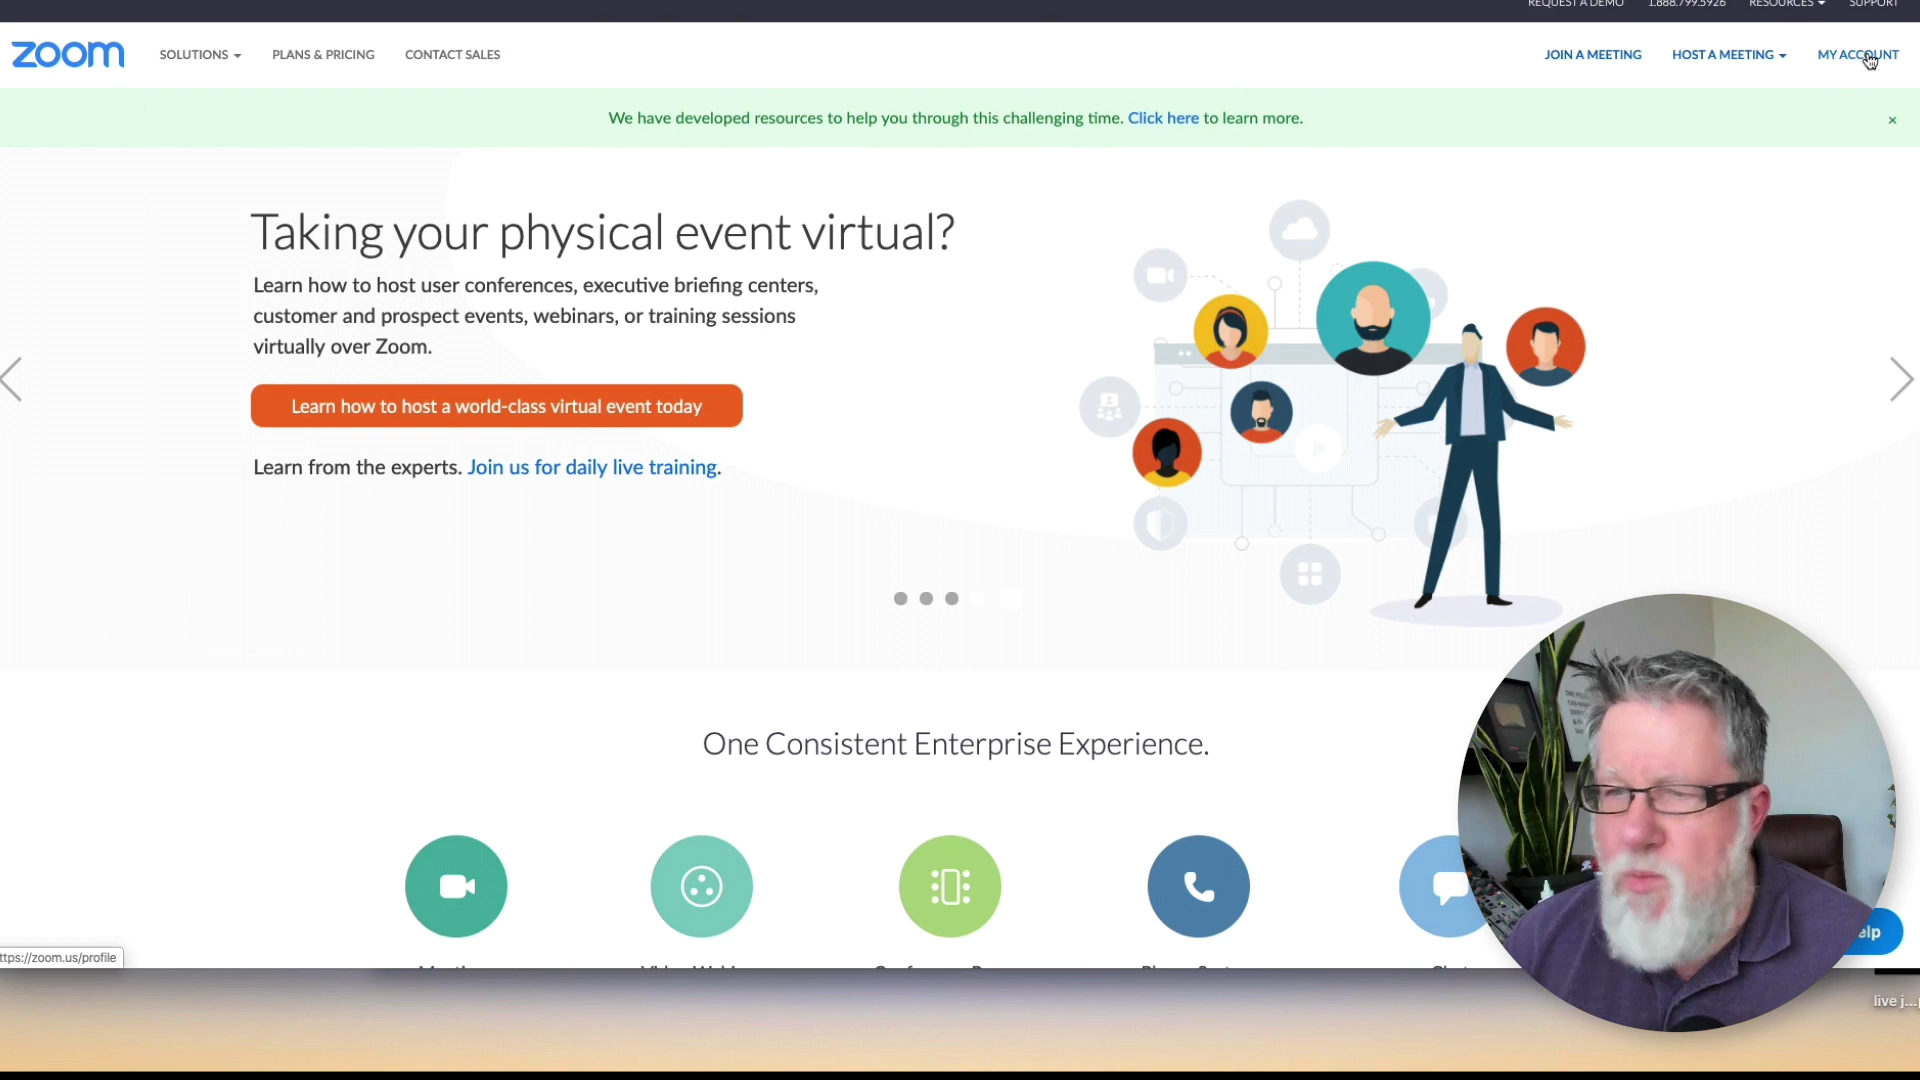 REQUEST A DEMO 1.888.799.5926 RESOURCES SUPPORT
zoom SOLUTIONS PLANS & PRICING CONTACT SALES JOIN A MEETING HOST A MEETING MY ACCOUNT
We have developed resources to help you through this challenging time. Click here to learn more. ×
Taking your physical event virtual?
Learn how to host user conferences, executive briefing centers,
customer and prospect events, webinars, or training sessions
virtually over Zoom.
Learn how to host a world-class virtual event today
Learn from the experts. Join us for daily live training.
One Consistent Enterprise Experience.
elp
ttps://zoom.us/profile
live j...